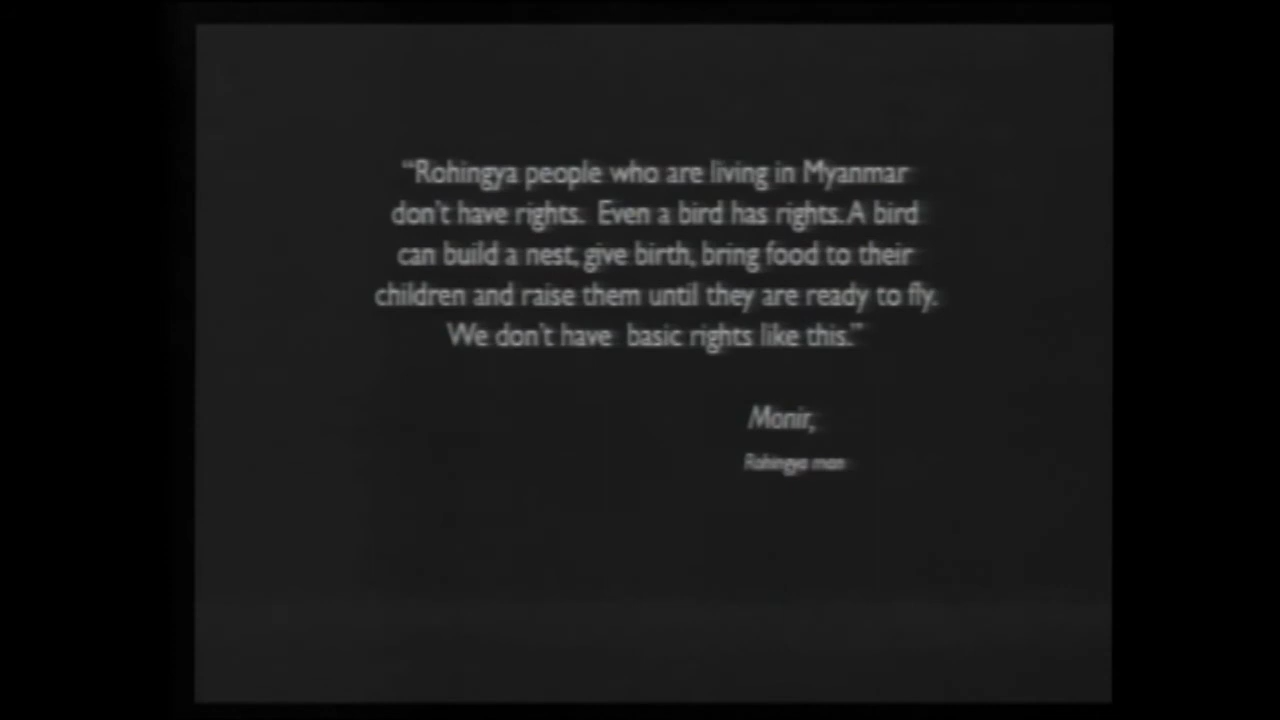 “Rohingya people who are living in Myanmar
don't have rights. Even a bird has rights. A bird
can build a nest, give birth, bring food to their
children and raise them until they are ready to fly.
We don't have basic rights like this.”
Monir,
Rohingya man